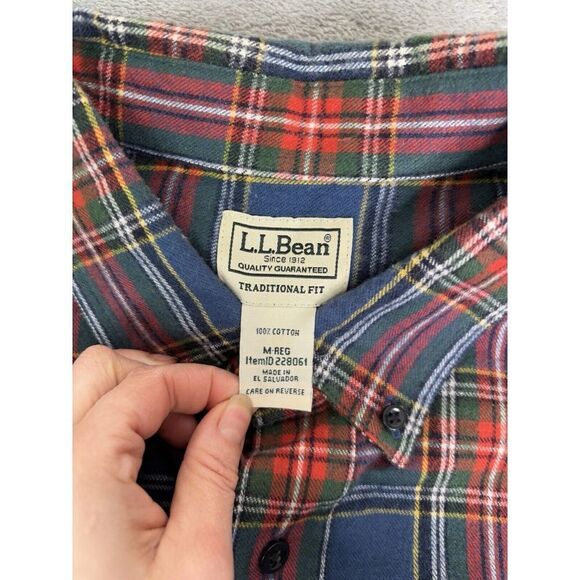 L.L.Bean®
Since 1912
QUALITY GUARANTEED
TRADITIONAL FIT
100% COTTON
M-REG
ItemID 228061
MADE IN
EL SALVADOR
CARE ON REVERSE